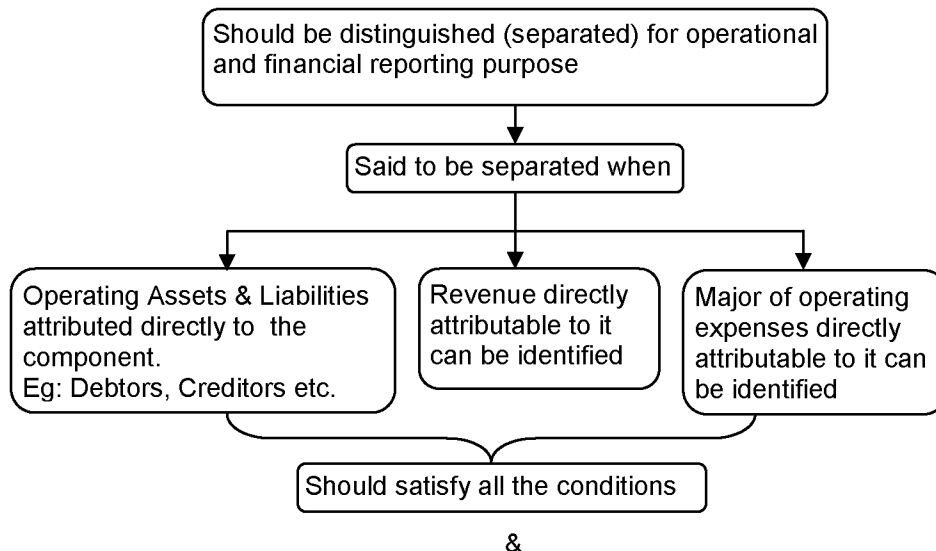 Should be distinguished (separated) for operational
and financial reporting purpose
Said to be separated when
Operating Assets & Liabilities
attributed directly to the
component.
Eg: Debtors, Creditors etc.
Revenue directly
attributable to it
can be identified
Major of operating
expenses directly
attributable to it can
be identified
Should satisfy all the conditions
&